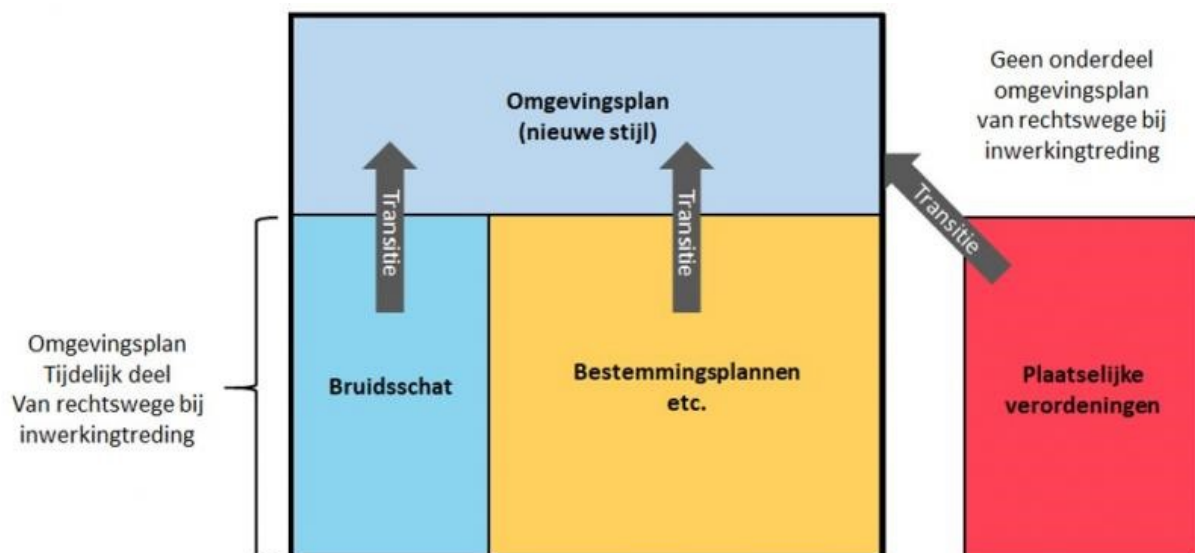 Omgevingsplan
(nieuwe stijl)
Geen onderdeel
omgevingsplan
van rechtswege bij
inwerkingtreding
Transitie
Transitie
Transitie
Omgevingsplan
Tijdelijk deel
Van rechtswege bij
inwerkingtreding
Bruidsschat
Bestemmingsplannen
etc.
Plaatselijke
verordeningen